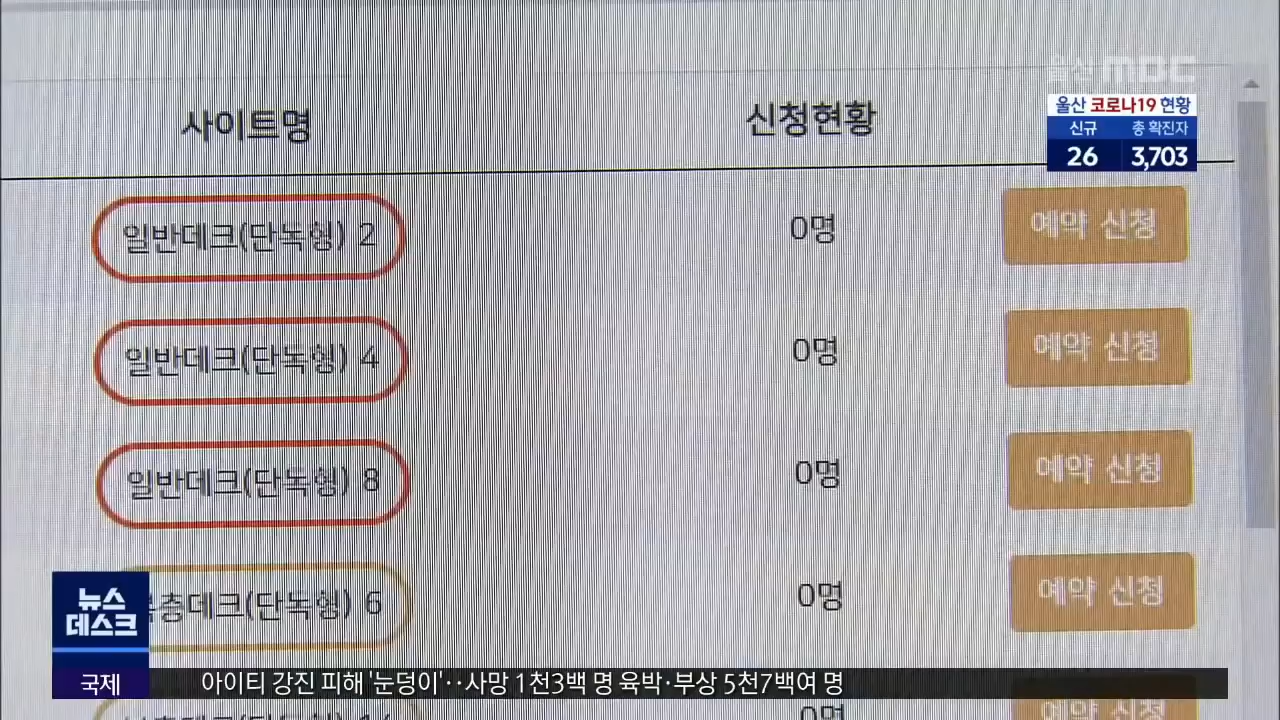 울산 MBC
울산 코로나19 현황
신규 총 확진자
26 3,703
사이트명 신청현황
일반데크(단독형) 2 0명 예약 신청
일반데크(단독형) 4 0명 예약 신청
일반데크(단독형) 8 0명 예약 신청
층데크(단독형) 6 0명 예약 신청
0명 예약 신청
뉴스
데스크
국제 아이티 강진 피해 '눈덩이'‥사망 1천3백 명 육박·부상 5천7백여 명